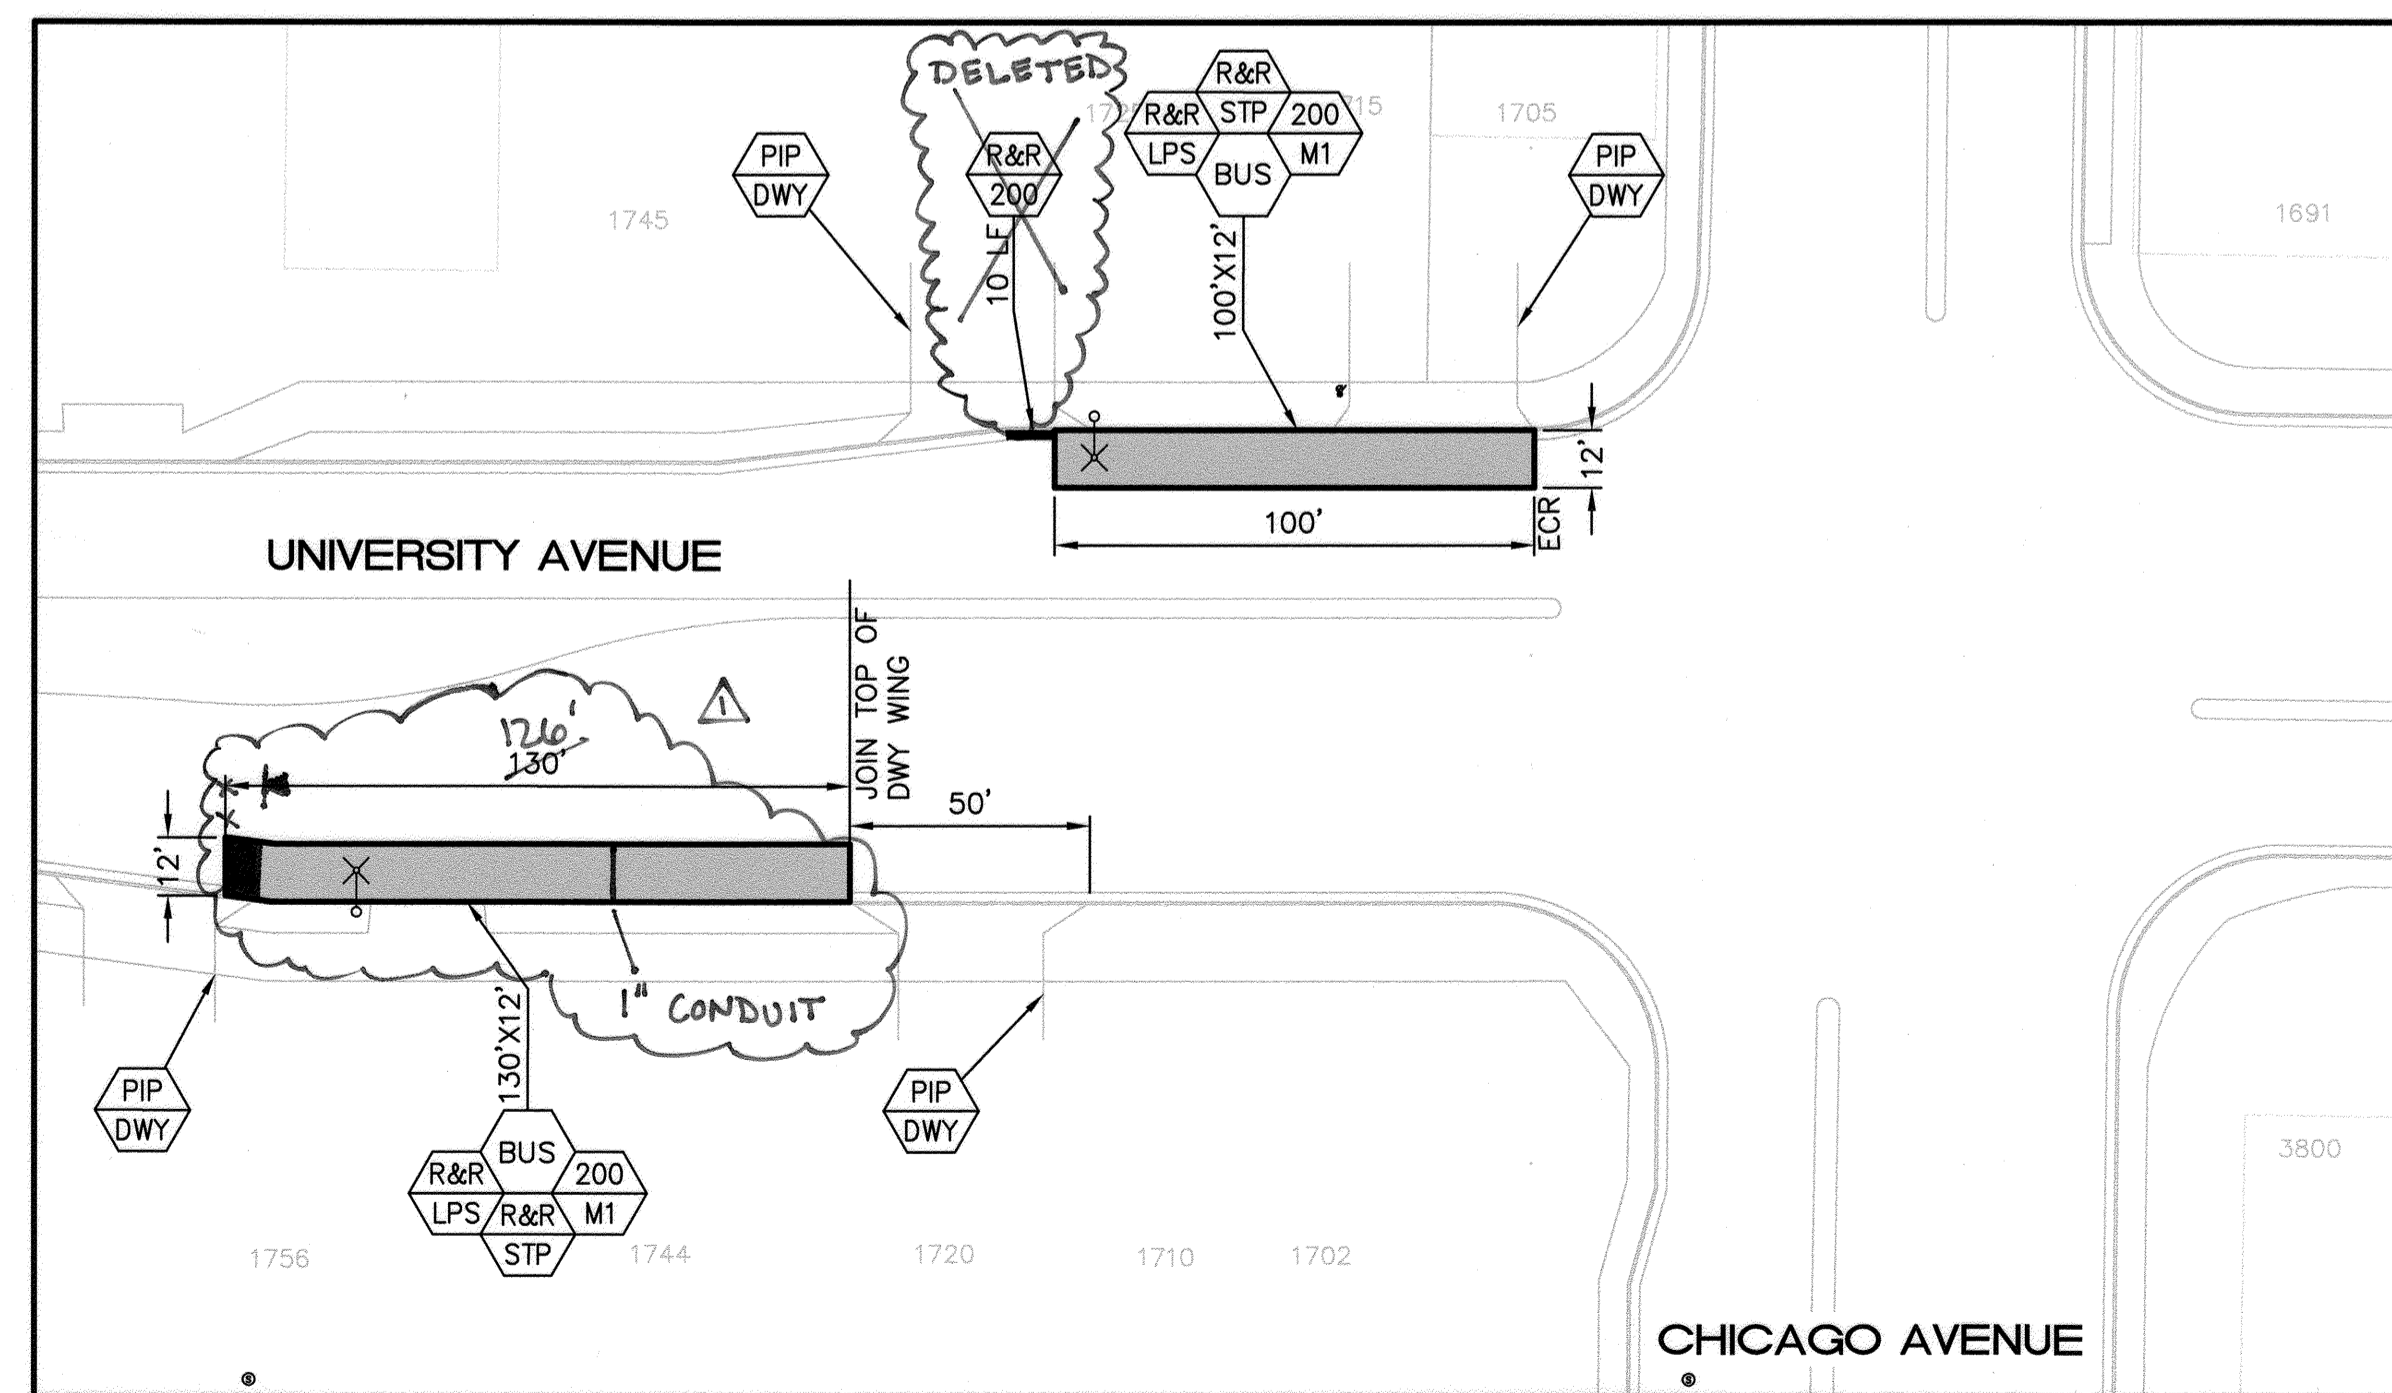 DELETED
R&R
STP
BUS
R&R
LPS
200
M1
1705
PIP
DWY
R&R
200
PIP
DWY
1745
1691
10 LF
100'X12'
12'
100'
ECR
UNIVERSITY AVENUE
JOIN TOP OF
DWY WING
1
126'
130'
50'
12'
1" CONDUIT
130'X12'
PIP
DWY
PIP
DWY
BUS
R&R
LPS
R&R
STP
200
M1
3800
1756
1744
1720
1710
1702
CHICAGO AVENUE
S
S